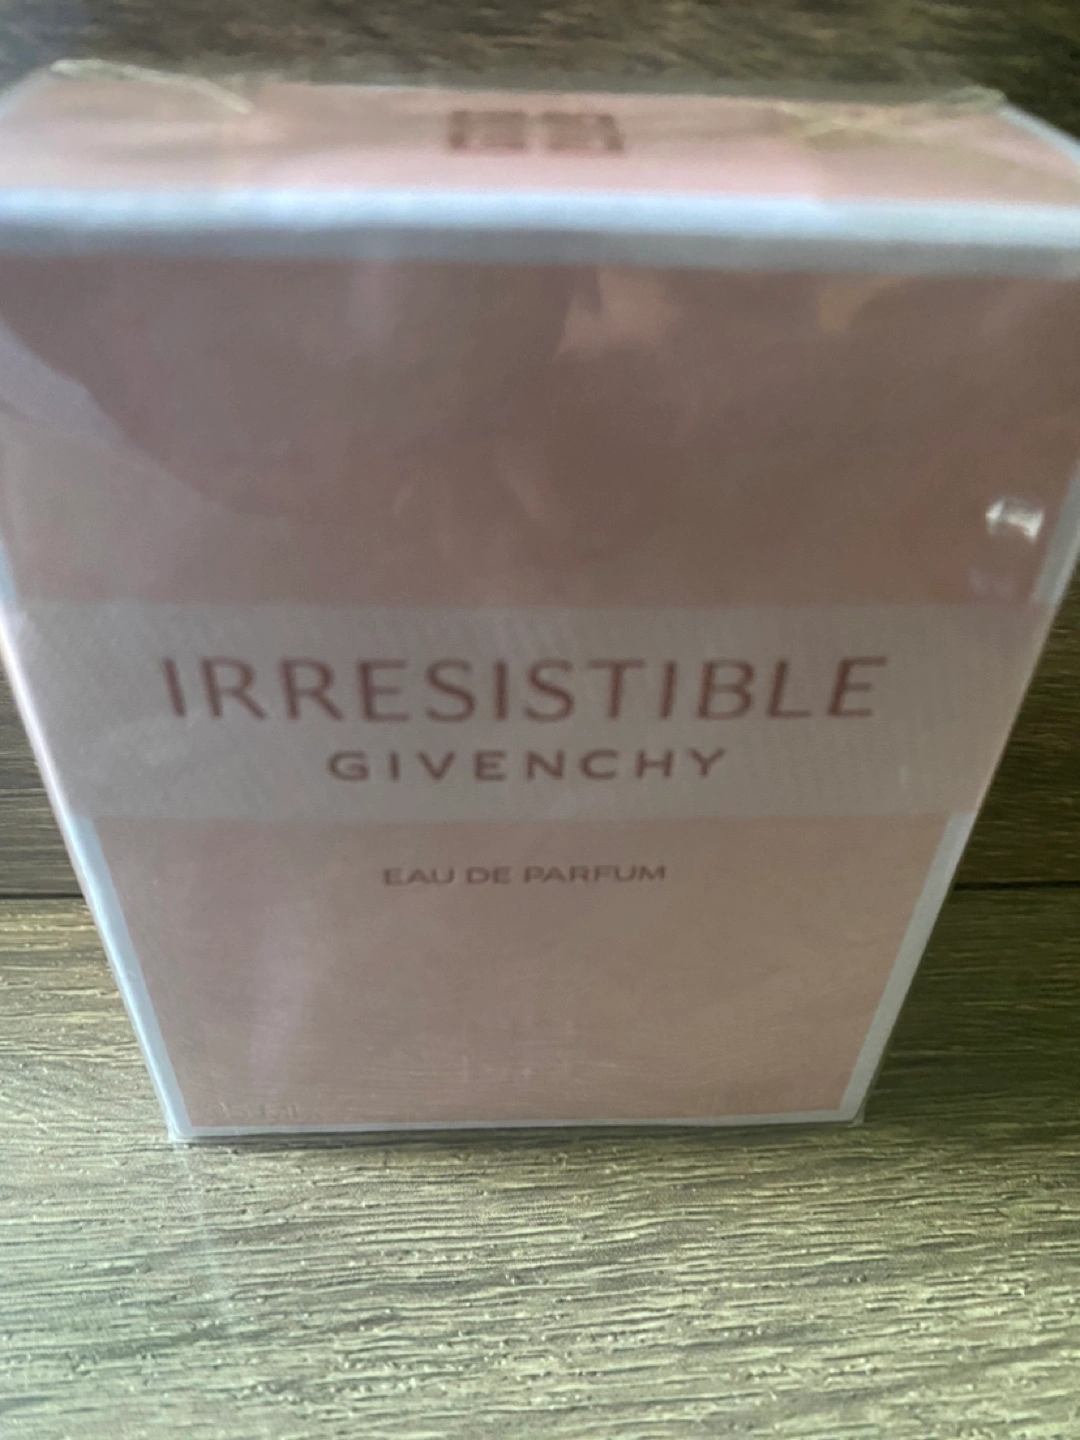 IRRESISTIBLE
GIVENCHY
EAU DE PARFUM